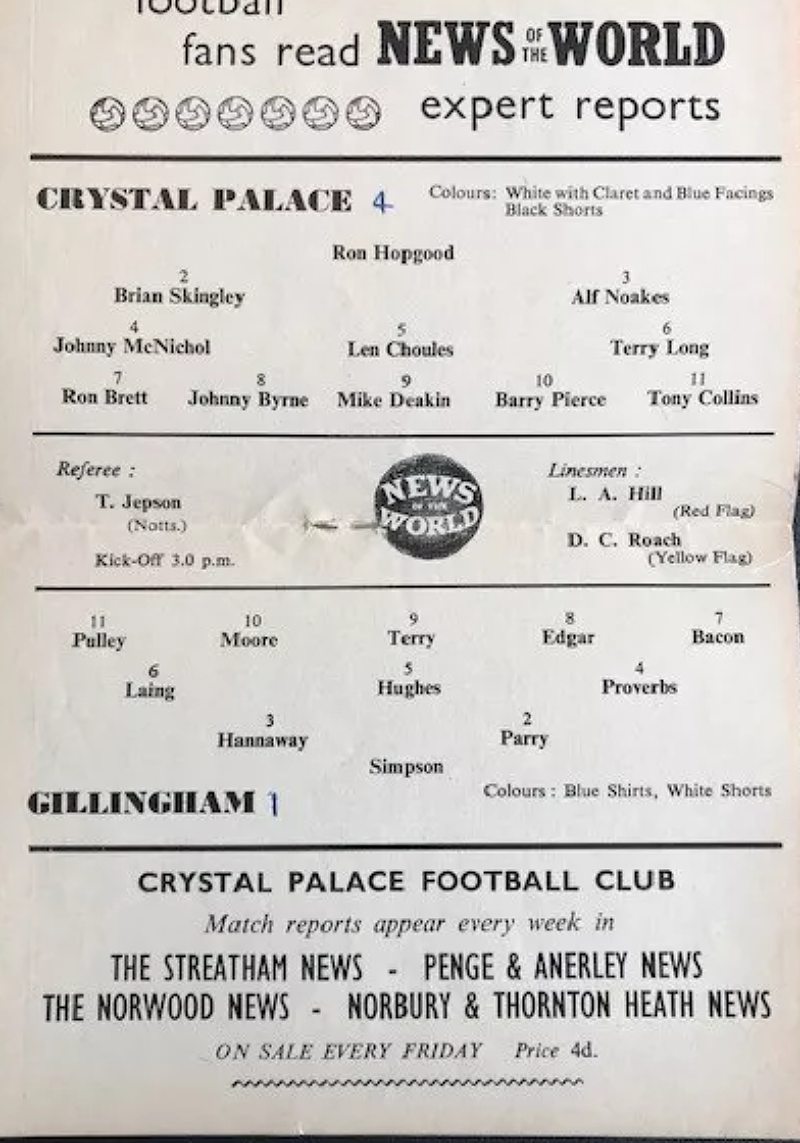 football
fans read NEWS OF THE WORLD
expert reports
CRYSTAL PALACE 4
Colours: White with Claret and Blue Facings
Black Shorts
Ron Hopgood
2 3
Brian Skingley Alf Noakes
4 5 6
Johnny McNichol Len Choules Terry Long
7 8 9 10 11
Ron Brett Johnny Byrne Mike Deakin Barry Pierce Tony Collins
Referee :
T. Jepson
(Notts.)
Kick-Off 3.0 p.m.
NEWS
OF THE
WORLD
Linesmen :
L. A. Hill
(Red Flag)
D. C. Roach
(Yellow Flag)
11 10 9 8 7
Pulley Moore Terry Edgar Bacon
6 5 4
Laing Hughes Proverbs
3 2
Hannaway Parry
Simpson
GILLINGHAM 1
Colours : Blue Shirts, White Shorts
CRYSTAL PALACE FOOTBALL CLUB
Match reports appear every week in
THE STREATHAM NEWS - PENGE & ANERLEY NEWS
THE NORWOOD NEWS - NORBURY & THORNTON HEATH NEWS
ON SALE EVERY FRIDAY Price 4d.